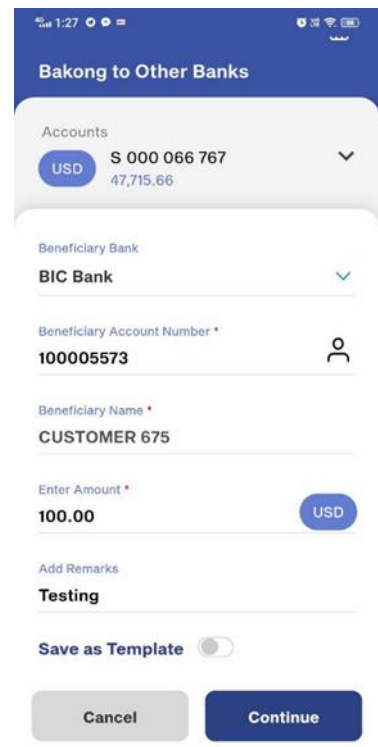 1:27
Bakong to Other Banks
Accounts
USD
S 000 066 767
47,715.66
Beneficiary Bank
BIC Bank
Beneficiary Account Number *
100005573
Beneficiary Name *
CUSTOMER 675
Enter Amount *
100.00
USD
Add Remarks
Testing
Save as Template
Cancel
Continue